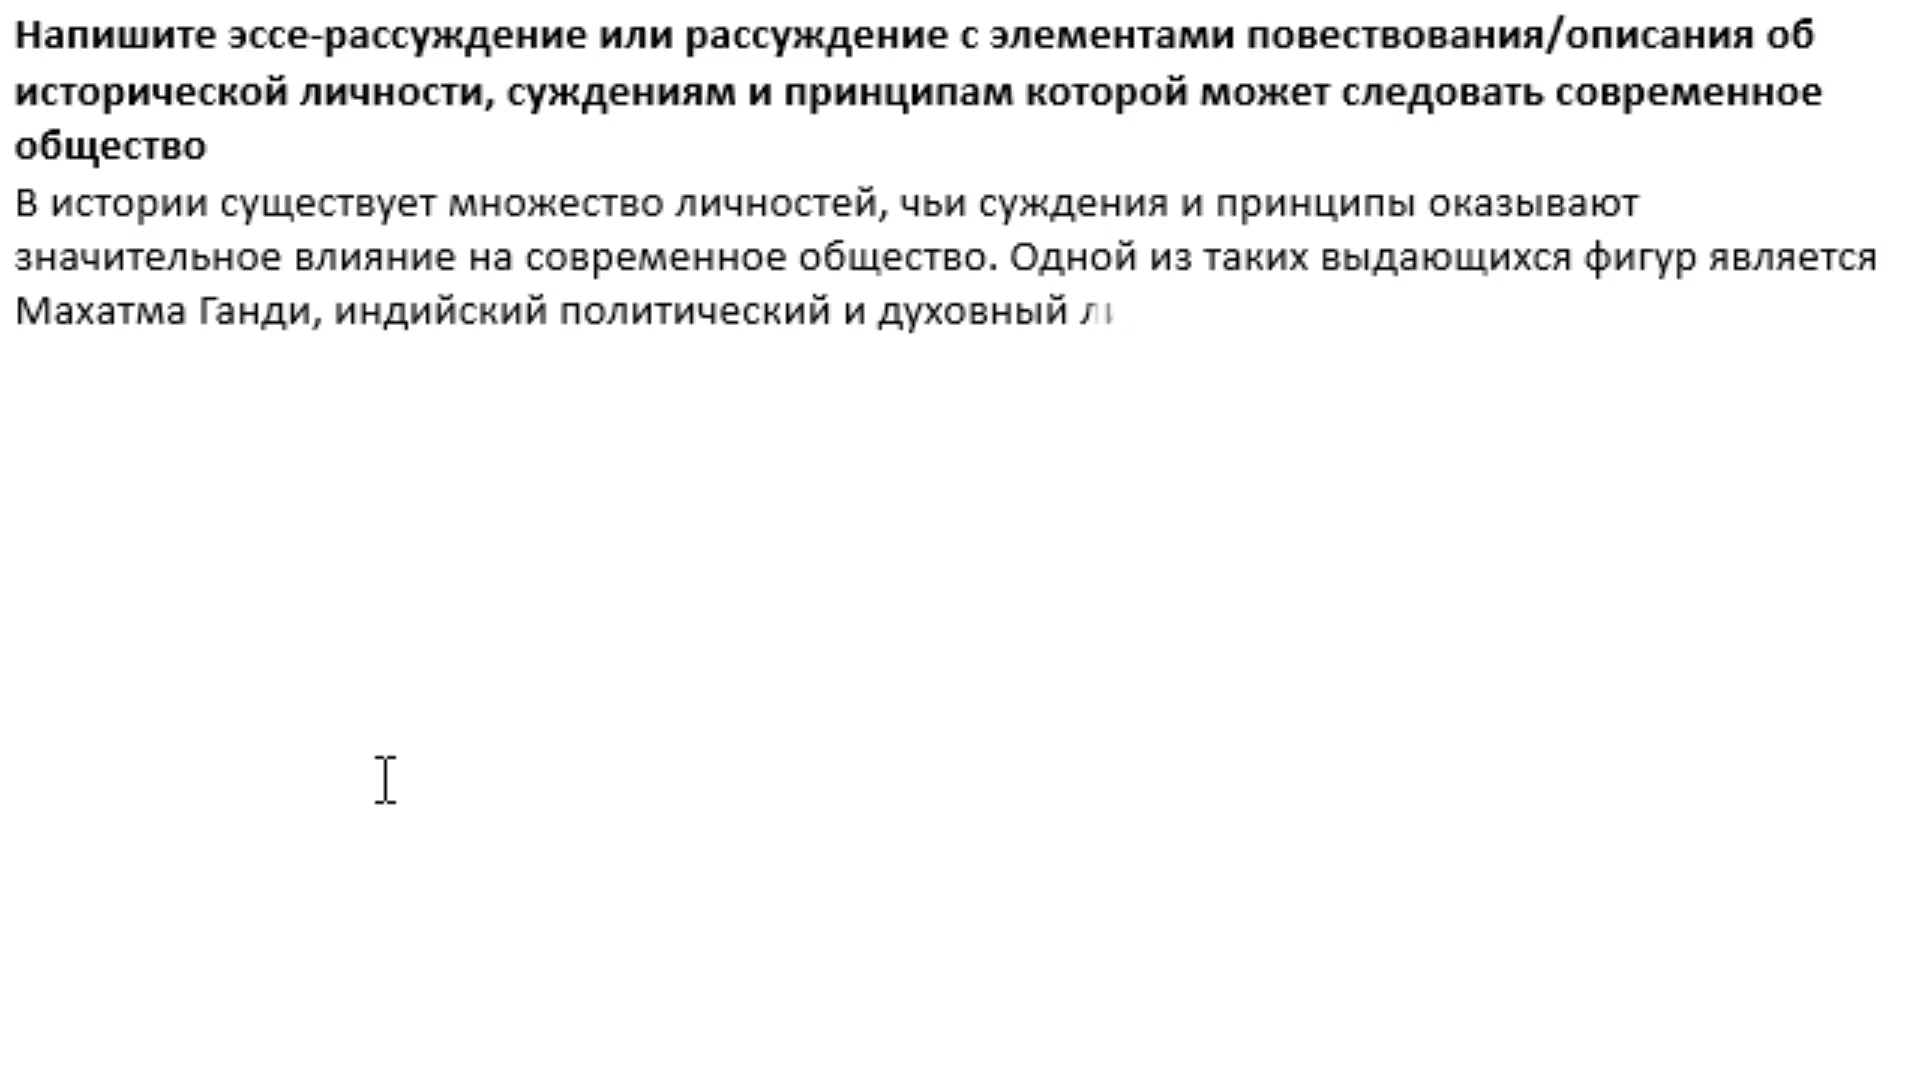 Напишите эссе-рассуждение или рассуждение с элементами повествования/описания об
исторической личности, суждениям и принципам которой может следовать современное
общество
В истории существует множество личностей, чьи суждения и принципы оказывают
значительное влияние на современное общество. Одной из таких выдающихся фигур является
Махатма Ганди, индийский политический и духовный